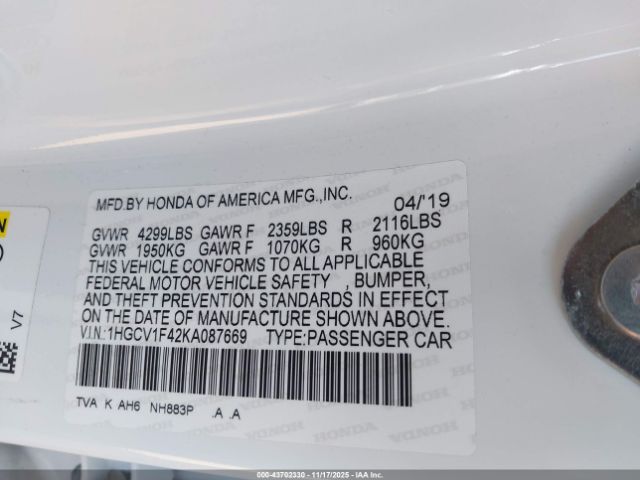 MFD.BY HONDA OF AMERICA MFG.,INC. 04/'19
GVWR 4299LBS GAWR F 2359LBS R 2116LBS
GVWR 1950KG GAWR F 1070KG R 960KG
THIS VEHICLE CONFORMS TO ALL APPLICABLE
FEDERAL MOTOR VEHICLE SAFETY , BUMPER,
AND THEFT PREVENTION STANDARDS IN EFFECT
ON THE DATE OF MANUFACTURE SHOWN ABOVE.
V.I.N.:1HGCV1F42KA087669 TYPE:PASSENGER CAR
TVA K AH6 NH883P .A .A
V7
000-43702330 - 11/17/2025 - IAA